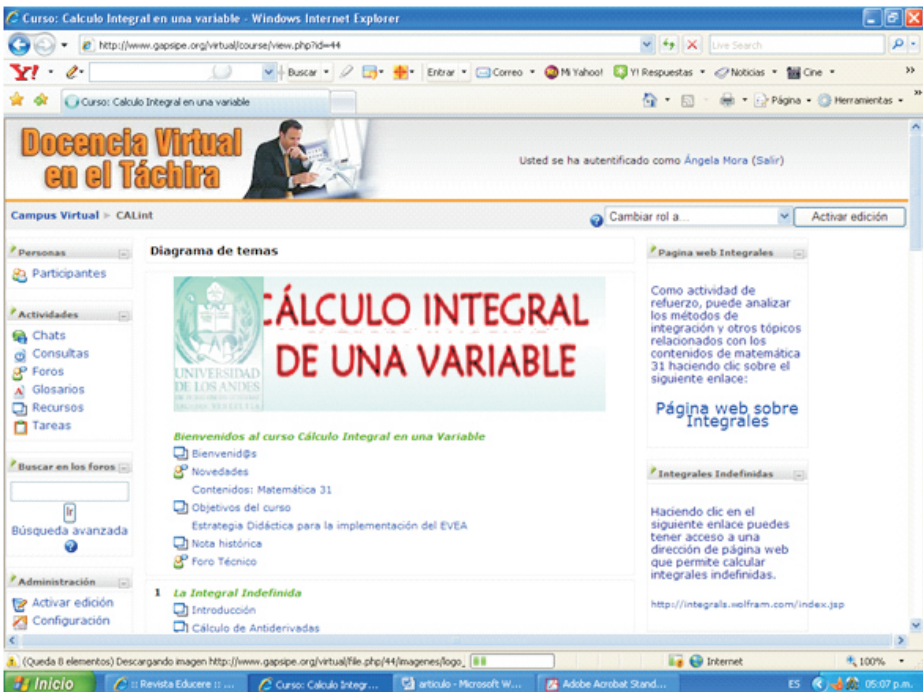 Curso: Calculo Integral en una variable - Windows Internet Explorer
http://www.gapsipe.org/virtual/course/view.php?id=44
Live Search
Y!
Buscar
Entrar
Correo
Mi Yahoo!
Y! Respuestas
Noticias
Cine
Curso: Calculo Integral en una variable
Página
Herramientas
Docencia Virtual
en el Táchira
Usted se ha autentificado como Ángela Mora (Salir)
Campus Virtual ► CALint
Cambiar rol a...
Activar edición
Personas
Participantes
Actividades
Chats
Consultas
Foros
Glosarios
Recursos
Tareas
Buscar en los foros
Ir
Búsqueda avanzada
Administración
Activar edición
Configuración
Diagrama de temas
CÁLCULO INTEGRAL
DE UNA VARIABLE
UNIVERSIDAD
DE LOS ANDES
Bienvenidos al curso Cálculo Integral en una Variable
Bienvenid@s
Novedades
Contenidos: Matemática 31
Objetivos del curso
Estrategia Didáctica para la implementación del EVEA
Nota histórica
Foro Técnico
1 La Integral Indefinida
Introducción
Cálculo de Antiderivadas
Pagina web Integrales
Como actividad de
refuerzo, puede analizar
los métodos de
integración y otros tópicos
relacionados con los
contenidos de matemática
31 haciendo clic sobre el
siguiente enlace:
Página web sobre
Integrales
Integrales Indefinidas
Haciendo clic en el
siguiente enlace puedes
tener acceso a una
dirección de página web
que permite calcular
integrales indefinidas.
http://integrals.wolfram.com/index.jsp
(Queda 8 elementos) Descargando imagen http://www.gapsipe.org/virtual/file.php/44/imagenes/logo_
Internet
100%
Inicio
:: Revista Educere :: ...
Curso: Calculo Integr...
articulo - Microsoft W...
Adobe Acrobat Stand...
ES
05:07 p.m.